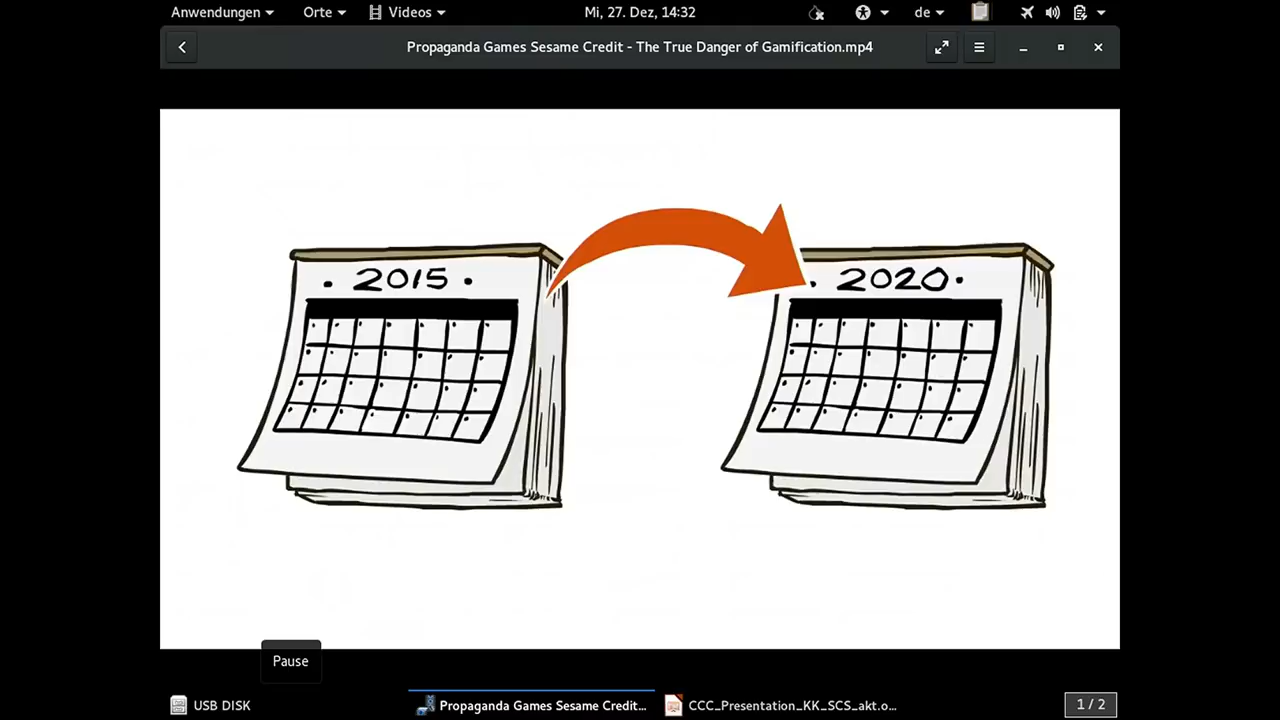 Anwendungen Orte Videos Mi, 27. Dez, 14:32 de
Propaganda Games Sesame Credit - The True Danger of Gamification.mp4
2015 2020
Pause
USB DISK Propaganda Games Sesame Credit... CCC_Presentation_KK_SCS_akt.o... 1 / 2